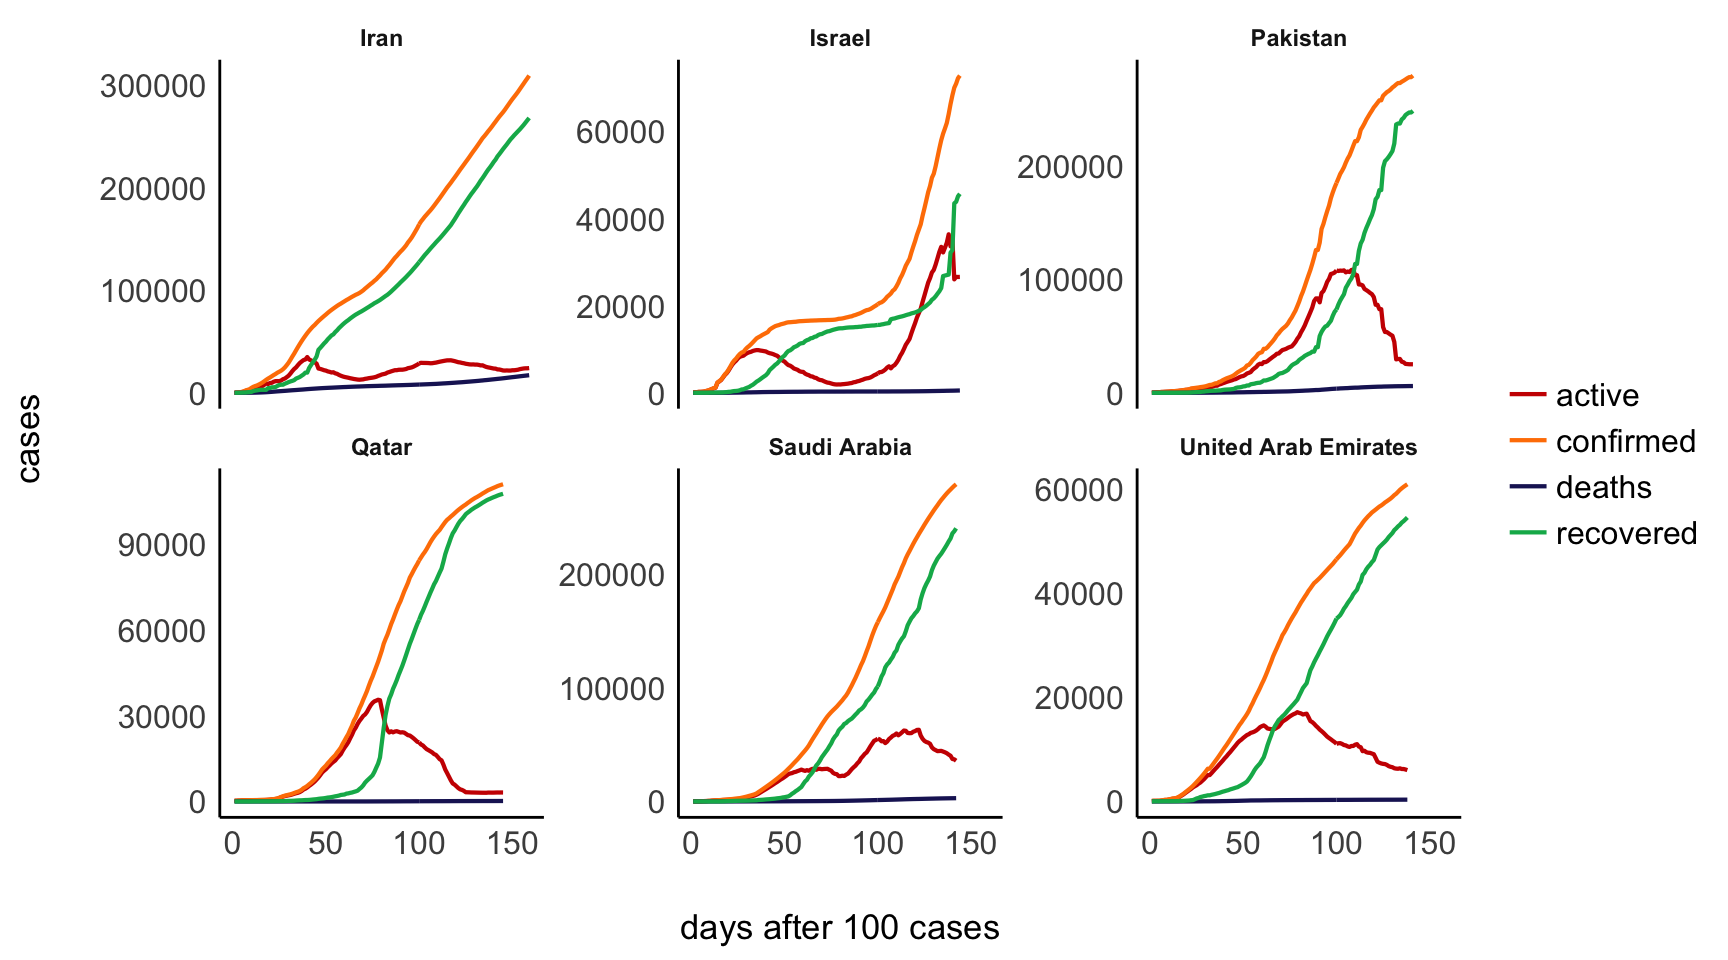 Iran
Israel
Pakistan
300000
200000
100000
0
60000
40000
20000
0
200000
100000
0
cases
Qatar
Saudi Arabia
United Arab Emirates
90000
60000
30000
0
200000
100000
0
60000
40000
20000
0
0 50 100 150
0 50 100 150
0 50 100 150
days after 100 cases
active
confirmed
deaths
recovered